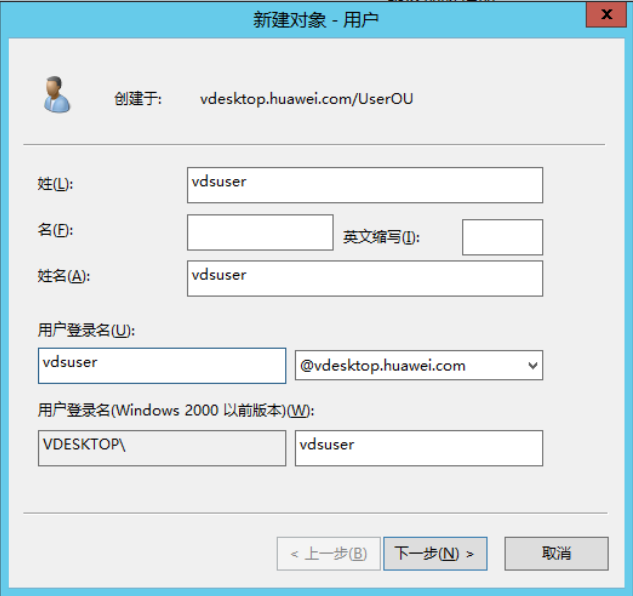 新建对象 - 用户
x
创建于: vdesktop.huawei.com/UserOU
姓(L): vdsuser
名(F): 英文缩写(I):
姓名(A): vdsuser
用户登录名(U):
vdsuser @vdesktop.huawei.com
用户登录名(Windows 2000 以前版本)(W):
VDESKTOP\ vdsuser
< 上一步(B) 下一步(N) > 取消